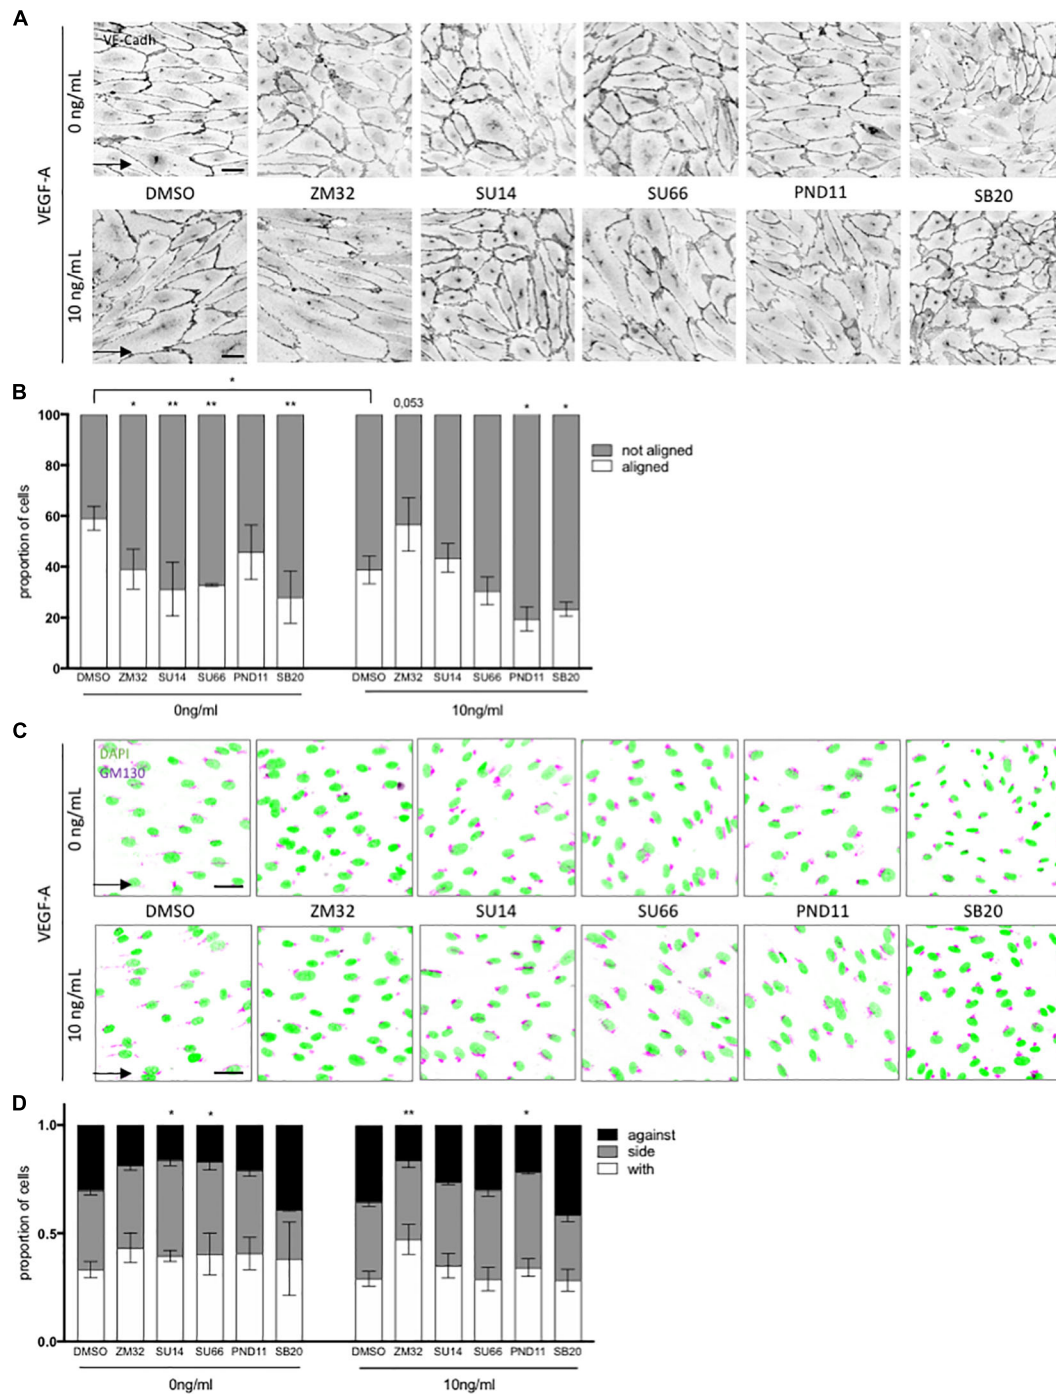 A
VE-Cadh
0 ng/mL
VEGF-A
DMSO ZM32 SU14 SU66 PND11 SB20
10 ng/mL
B
*
* ** ** ** 0,053 * *
100
80
60
40
20
0
proportion of cells
not aligned
aligned
DMSO ZM32 SU14 SU66 PND11 SB20 DMSO ZM32 SU14 SU66 PND11 SB20
0ng/ml 10ng/ml
C
DAPI
GM130
0 ng/mL
VEGF-A
DMSO ZM32 SU14 SU66 PND11 SB20
10 ng/mL
D
* * ** *
1.0
0.5
0.0
proportion of cells
against
side
with
DMSO ZM32 SU14 SU66 PND11 SB20 DMSO ZM32 SU14 SU66 PND11 SB20
0ng/ml 10ng/ml